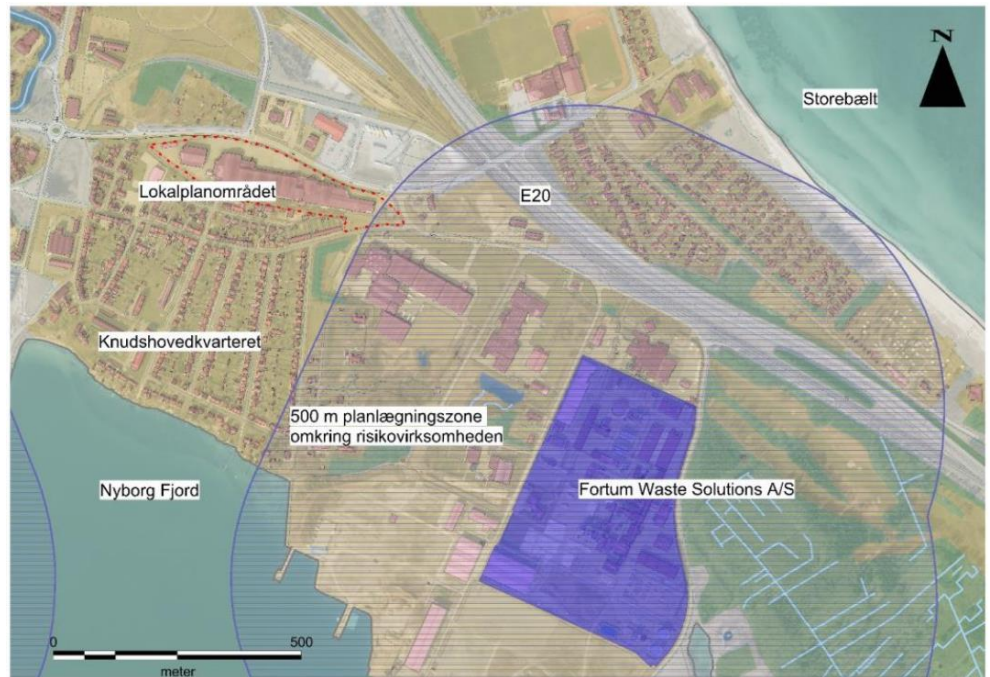 N
Storebælt
Lokalplanområdet
E20
Knudshovedkvarteret
500 m planlægningszone
omkring risikovirksomheden
Nyborg Fjord
Fortum Waste Solutions A/S
0 500
meter